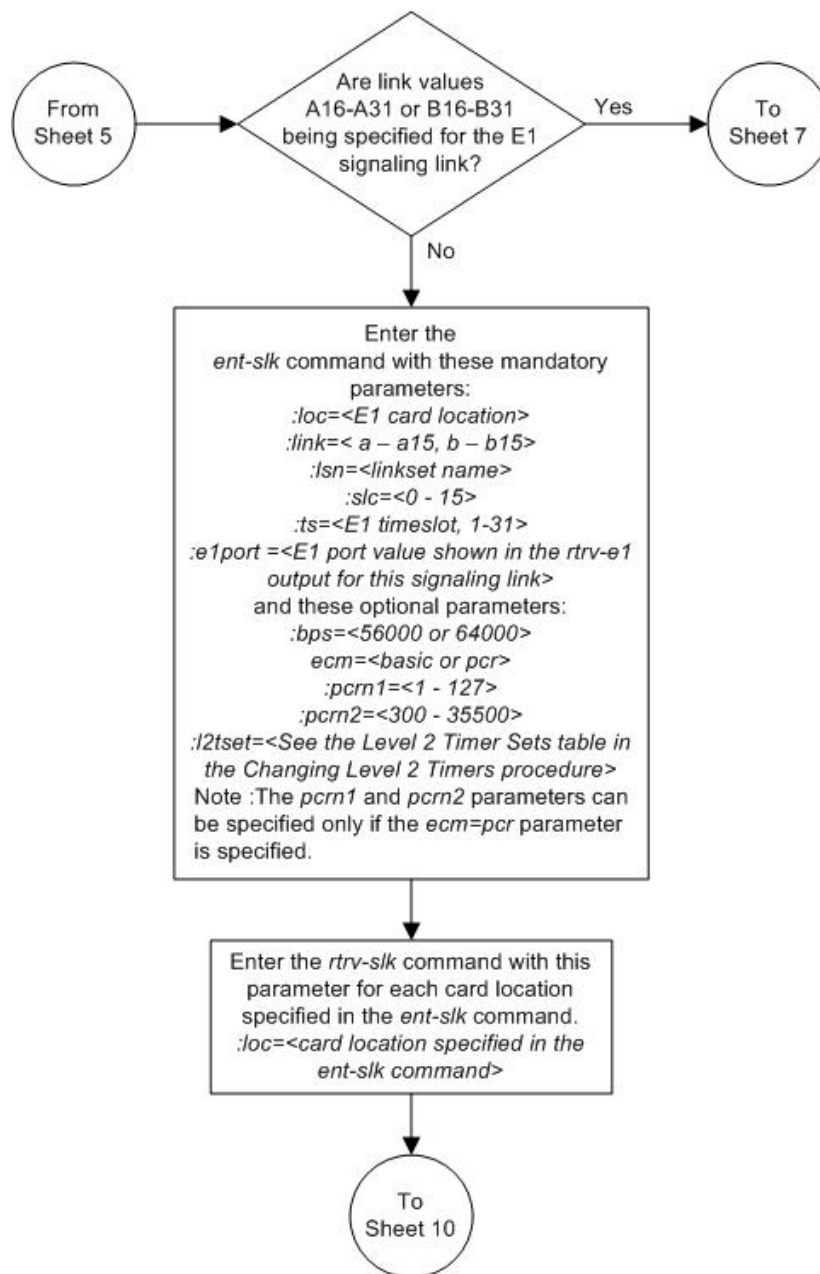 From
Sheet 5
Are link values
A16-A31 or B16-B31
being specified for the E1
signaling link?
Yes
To
Sheet 7
No
Enter the
ent-slk command with these mandatory
parameters:
:loc=<E1 card location>
:link=< a – a15, b – b15>
:lsn=<linkset name>
:slc=<0 - 15>
:ts=<E1 timeslot, 1-31>
:e1port =<E1 port value shown in the rtrv-e1
output for this signaling link>
and these optional parameters:
:bps=<56000 or 64000>
ecm=<basic or pcr>
:pcrn1=<1 - 127>
:pcrn2=<300 - 35500>
:l2tset=<See the Level 2 Timer Sets table in
the Changing Level 2 Timers procedure>
Note :The pcrn1 and pcrn2 parameters can
be specified only if the ecm=pcr parameter
is specified.
Enter the rtrv-slk command with this
parameter for each card location
specified in the ent-slk command.
:loc=<card location specified in the
ent-slk command>
To
Sheet 10